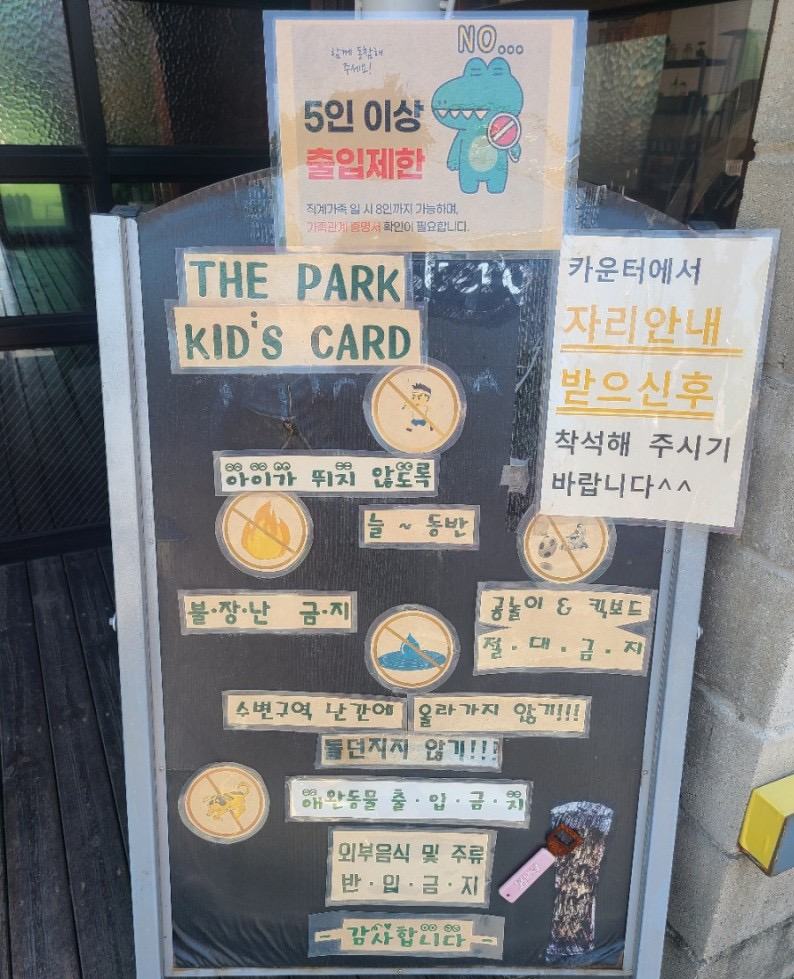 NO...
함께 동참해
주세요!
5인 이상
출입제한
직계가족 일 시 8인까지 가능하며,
가족관계 증명서 확인이 필요합니다.
THE PARK
KID'S CARD
카운터에서
자리안내
받으신후
착석해 주시기
바랍니다^^
아이가 뛰지 않도록
늘 ~ 동반
불·장·난 금·지
공놀이 & 킥보드
절·대·금·지
수변구역 난간에 올라가지 않기!!!
돌던지지 않기!!!
애완동물 출·입·금·지
외부음식 및 주류
반·입·금·지
- 감사합니다 -